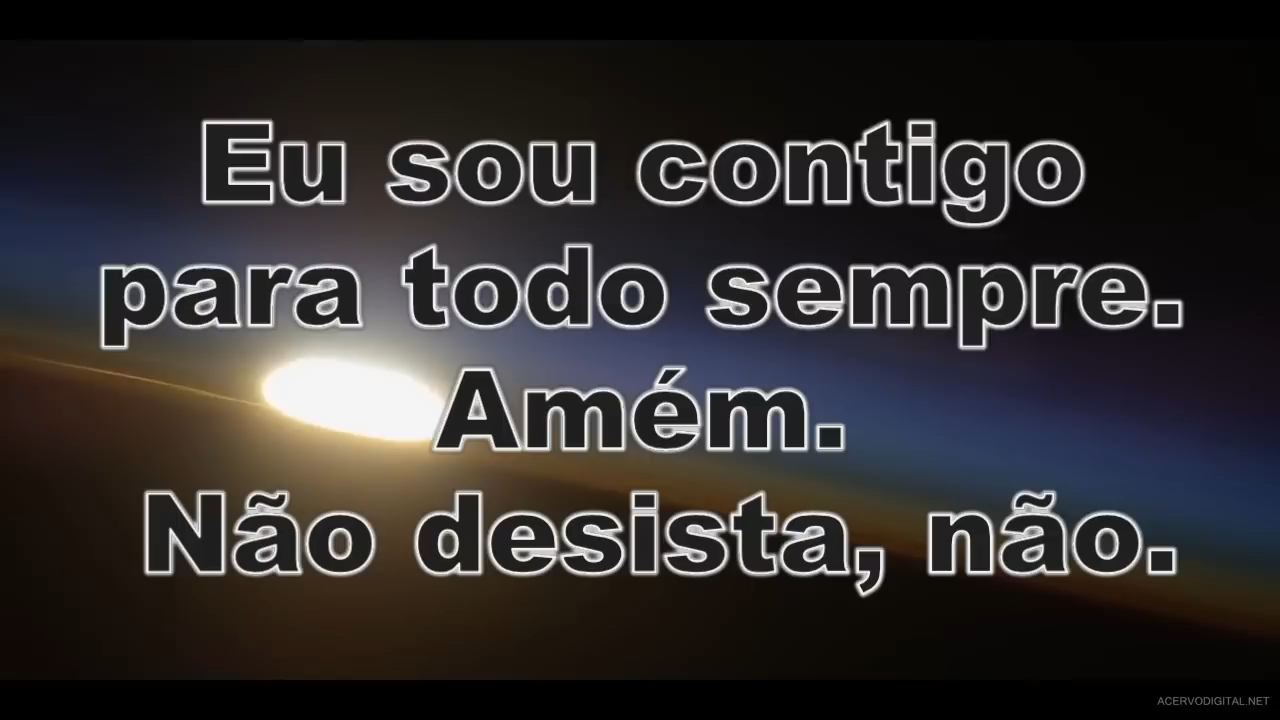 Eu sou contigo
para todo sempre.
Amém.
Não desista, não.
ACERVODIGITAL.NET